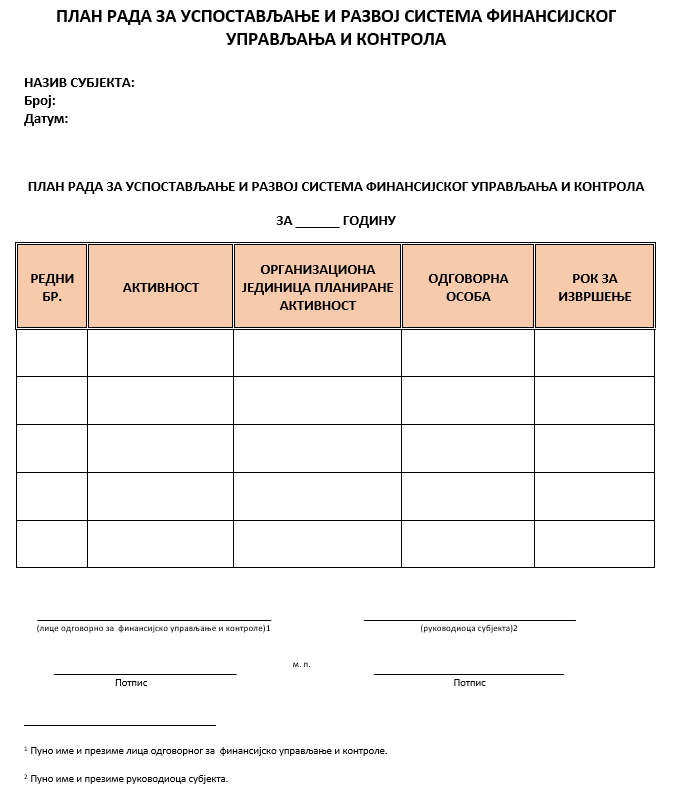 ПЛАН РАДА ЗА УСПОСТАВЉАЊЕ И РАЗВОЈ СИСТЕМА ФИНАНСИЈСКОГ
УПРАВЉАЊА И КОНТРОЛА
НАЗИВ СУБЈЕКТА:
Број:
Датум:
ПЛАН РАДА ЗА УСПОСТАВЉАЊЕ И РАЗВОЈ СИСТЕМА ФИНАНСИЈСКОГ УПРАВЉАЊА И КОНТРОЛА
ЗА ______ ГОДИНУ
РЕДНИ
БР.
АКТИВНОСТ
ОРГАНИЗАЦИОНА
ЈЕДИНИЦА ПЛАНИРАНЕ
АКТИВНОСТ
ОДГОВОРНА
ОСОБА
РОК ЗА
ИЗВРШЕЊЕ
(лице одговорно за финансијско управљање и контроле)1
(руководиоца субјекта)2
м. п.
Потпис
Потпис
1 Пуно име и презиме лица одговорног за финансијско управљање и контроле.
2 Пуно име и презиме руководиоца субјекта.